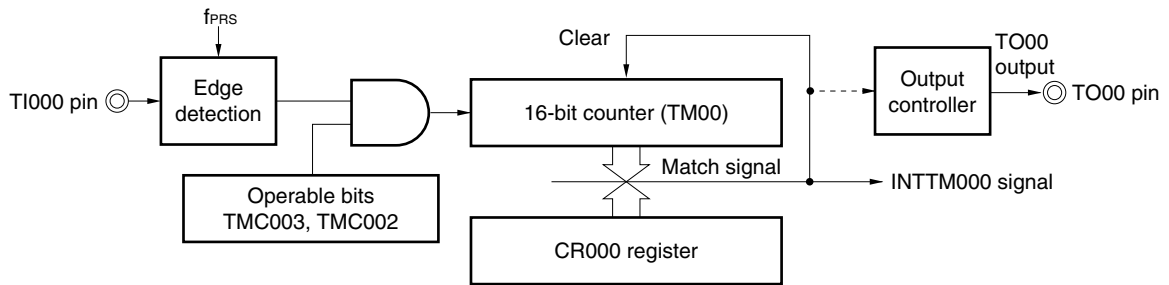 fPRS
Clear
TO00
output
TI000 pin
Edge
detection
16-bit counter (TM00)
Output
controller
TO00 pin
Match signal
Operable bits
TMC003, TMC002
INTTM000 signal
CR000 register